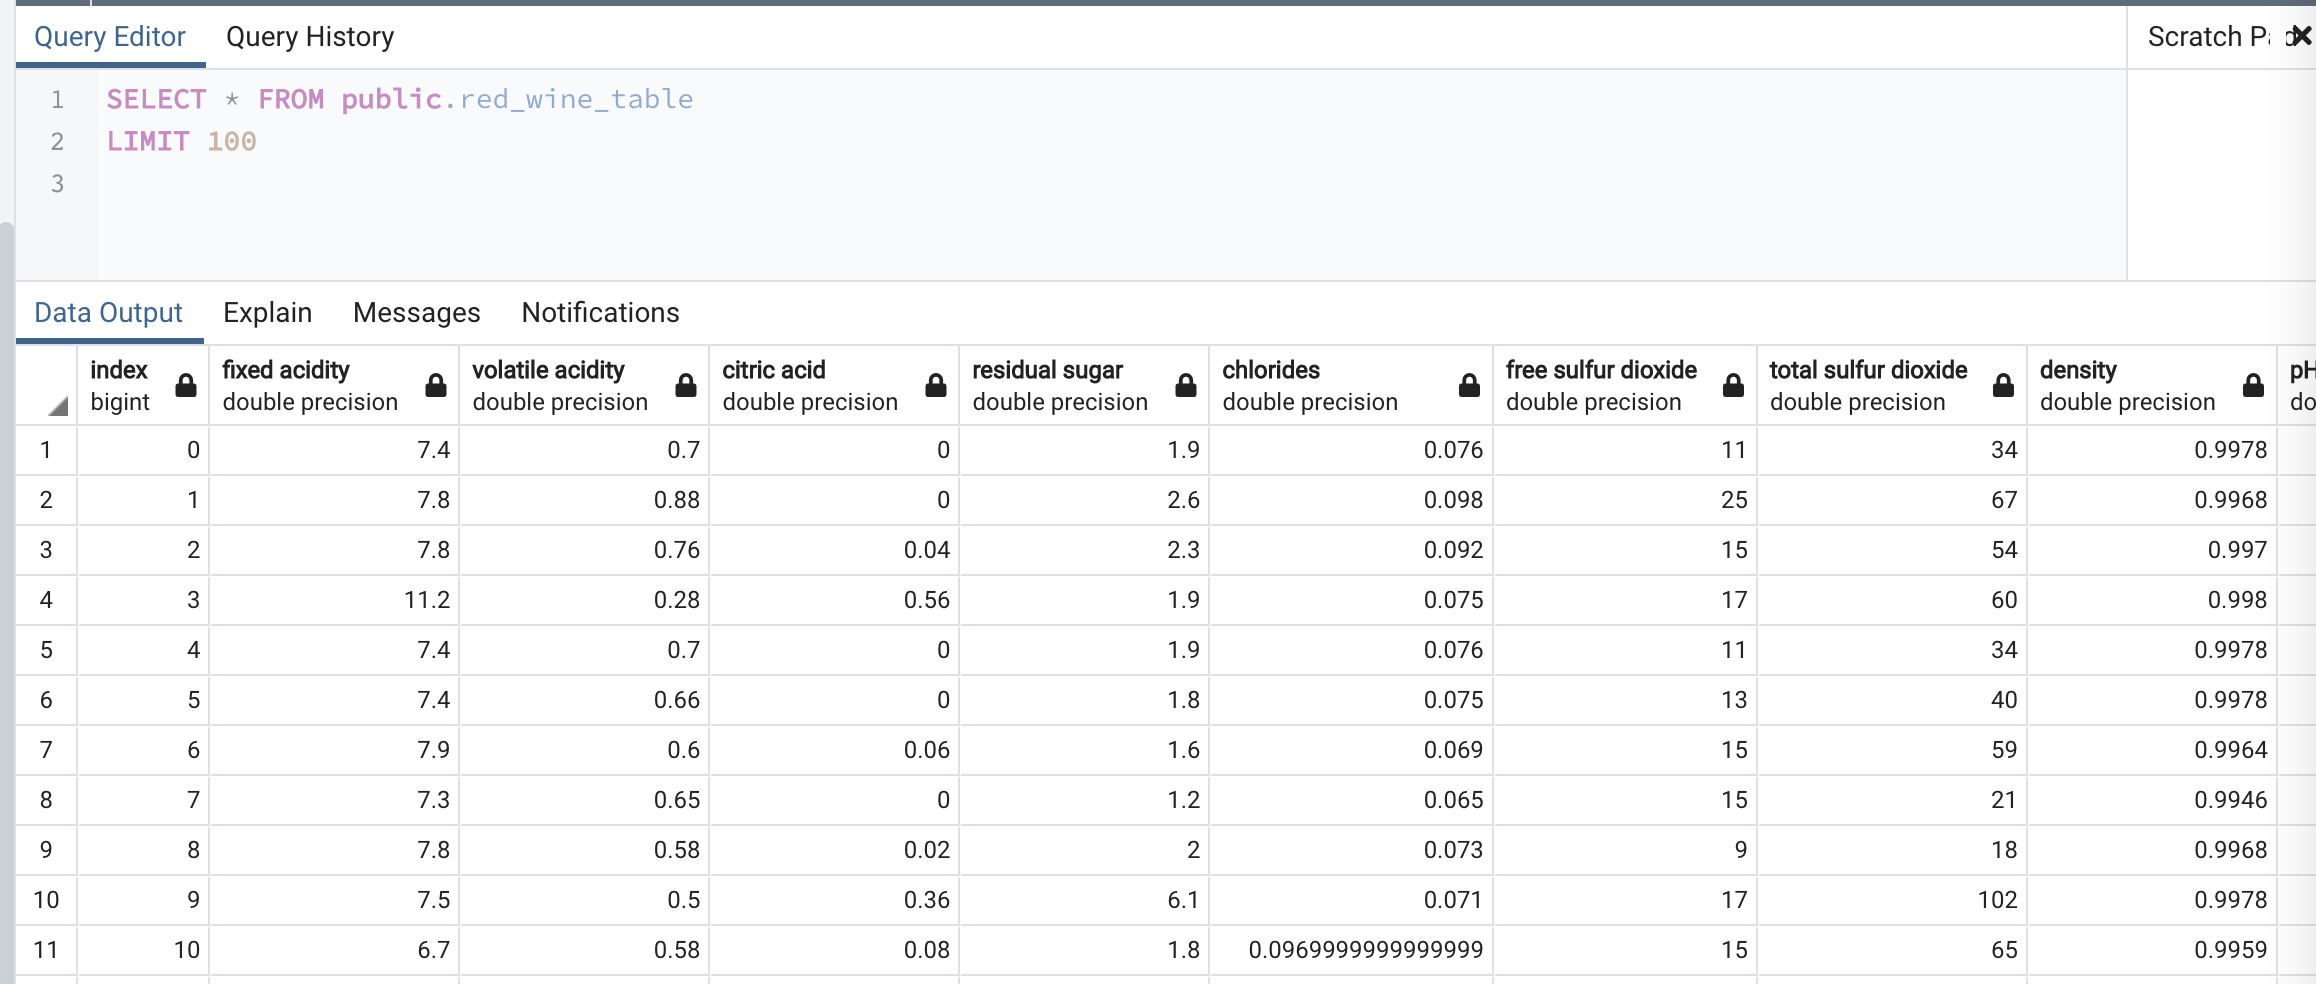 Query Editor Query History Scratch Pad
1 SELECT * FROM public.red_wine_table
2 LIMIT 100
3
Data Output Explain Messages Notifications
index fixed acidity volatile acidity citric acid residual sugar chlorides free sulfur dioxide total sulfur dioxide density pH
bigint double precision double precision double precision double precision double precision double precision double precision double precision do
1 0 7.4 0.7 0 1.9 0.076 11 34 0.9978
2 1 7.8 0.88 0 2.6 0.098 25 67 0.9968
3 2 7.8 0.76 0.04 2.3 0.092 15 54 0.997
4 3 11.2 0.28 0.56 1.9 0.075 17 60 0.998
5 4 7.4 0.7 0 1.9 0.076 11 34 0.9978
6 5 7.4 0.66 0 1.8 0.075 13 40 0.9978
7 6 7.9 0.6 0.06 1.6 0.069 15 59 0.9964
8 7 7.3 0.65 0 1.2 0.065 15 21 0.9946
9 8 7.8 0.58 0.02 2 0.073 9 18 0.9968
10 9 7.5 0.5 0.36 6.1 0.071 17 102 0.9978
11 10 6.7 0.58 0.08 1.8 0.0969999999999999 15 65 0.9959